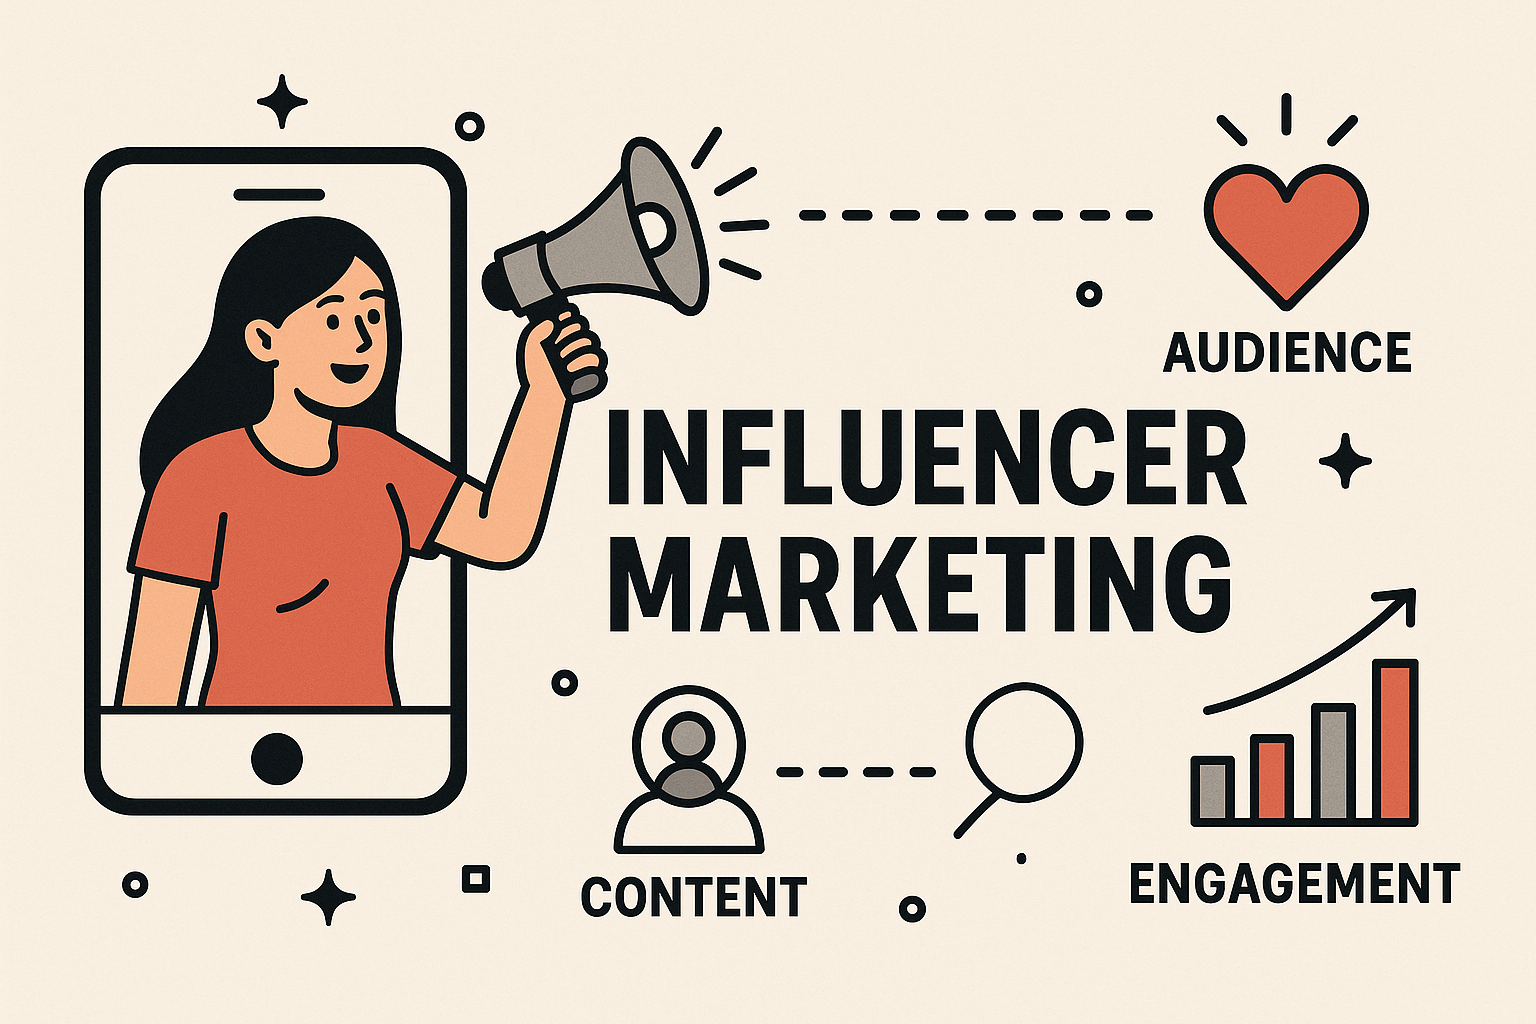 AUDIENCE
INFLUENCER
MARKETING
CONTENT
ENGAGEMENT